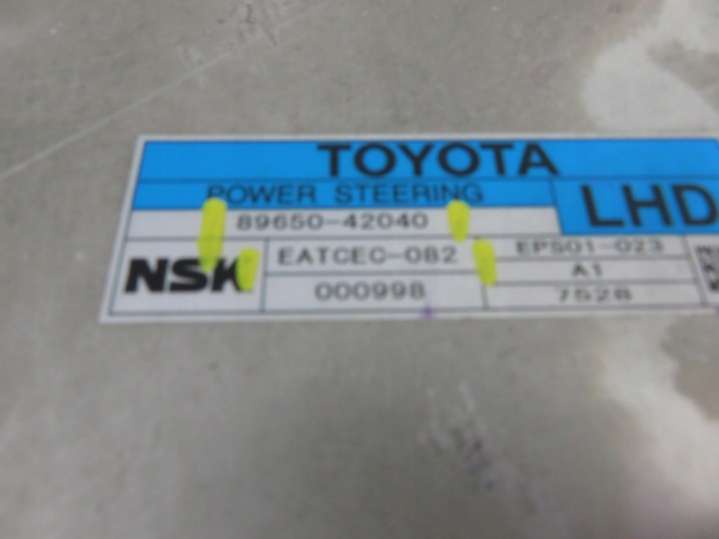 TOYOTA
POWER STEERING
LHD
89650-42040
NSK
EATCEC-082
EPS01-023
A1
000998
7528